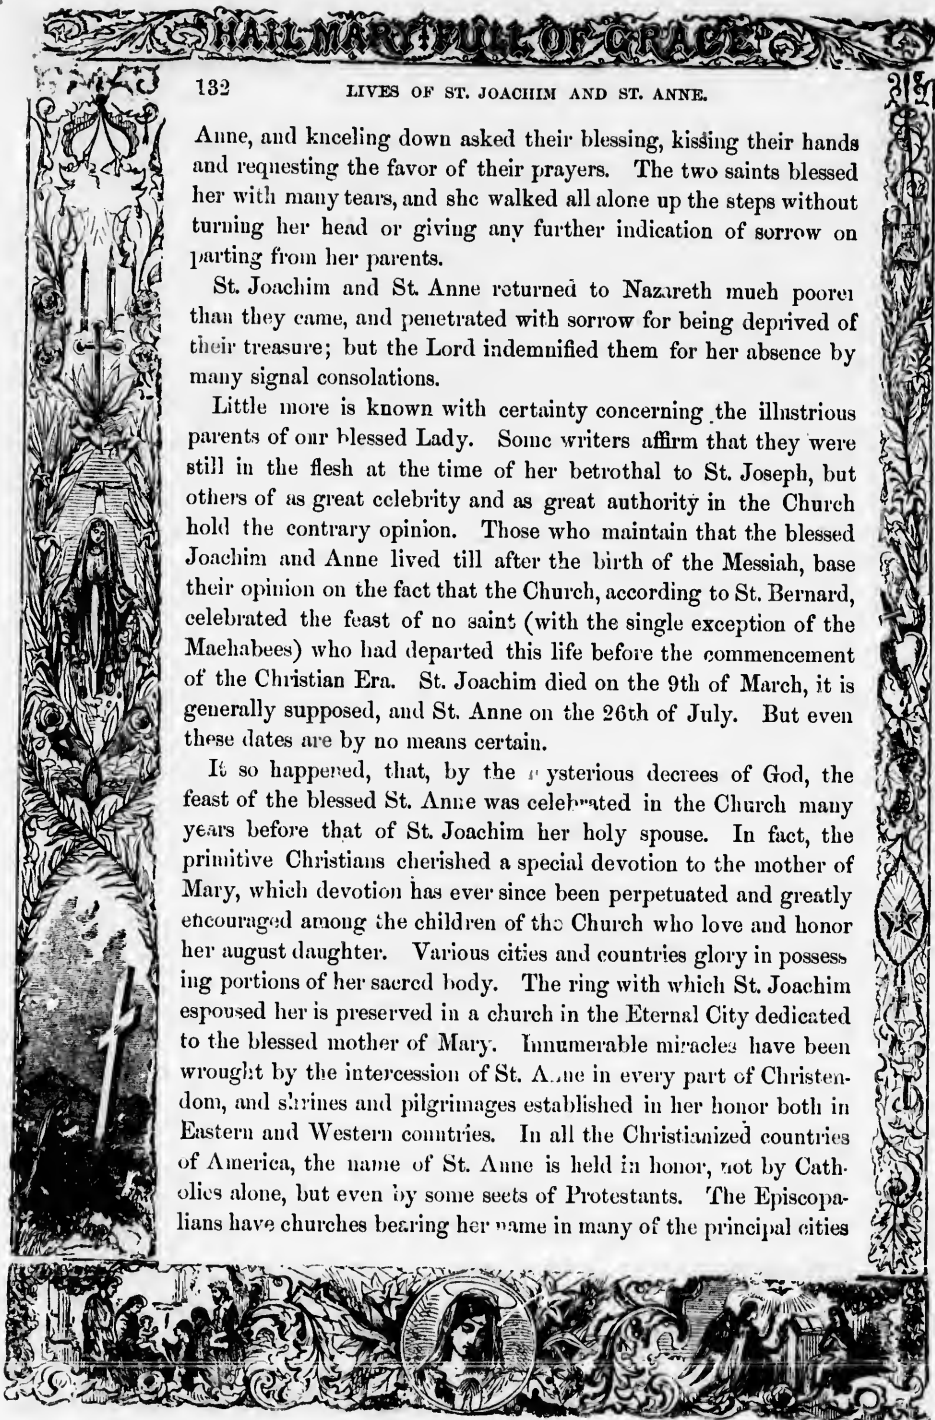 HAIL MARY FULL OF GRACE
132 LIVES OF ST. JOACHIM AND ST. ANNE.
Anne, and kneeling down asked their blessing, kissing their hands
and requesting the favor of their prayers. The two saints blessed
her with many tears, and she walked all alone up the steps without
turning her head or giving any further indication of sorrow on
parting from her parents.
St. Joachim and St. Anne returned to Nazareth much poorer
than they came, and penetrated with sorrow for being deprived of
their treasure; but the Lord indemnified them for her absence by
many signal consolations.
Little more is known with certainty concerning the illustrious
parents of our blessed Lady. Some writers affirm that they were
still in the flesh at the time of her betrothal to St. Joseph, but
others of as great celebrity and as great authority in the Church
hold the contrary opinion. Those who maintain that the blessed
Joachim and Anne lived till after the birth of the Messiah, base
their opinion on the fact that the Church, according to St. Bernard,
celebrated the feast of no saint (with the single exception of the
Machabees) who had departed this life before the commencement
of the Christian Era. St. Joachim died on the 9th of March, it is
generally supposed, and St. Anne on the 26th of July. But even
these dates are by no means certain.
It so happened, that, by the mysterious decrees of God, the
feast of the blessed St. Anne was celebrated in the Church many
years before that of St. Joachim her holy spouse. In fact, the
primitive Christians cherished a special devotion to the mother of
Mary, which devotion has ever since been perpetuated and greatly
encouraged among the children of the Church who love and honor
her august daughter. Various cities and countries glory in possess
ing portions of her sacred body. The ring with which St. Joachim
espoused her is preserved in a church in the Eternal City dedicated
to the blessed mother of Mary. Innumerable miracles have been
wrought by the intercession of St. Anne in every part of Christen-
dom, and shrines and pilgrimages established in her honor both in
Eastern and Western countries. In all the Christianized countries
of America, the name of St. Anne is held in honor, not by Cath-
olics alone, but even by some sects of Protestants. The Episcopa-
lians have churches bearing her name in many of the principal cities